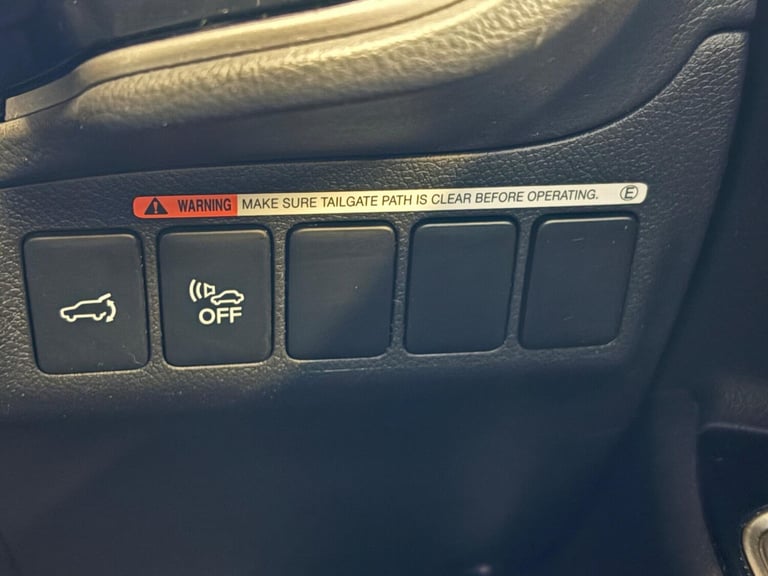 WARNING MAKE SURE TAILGATE PATH IS CLEAR BEFORE OPERATING. E
OFF